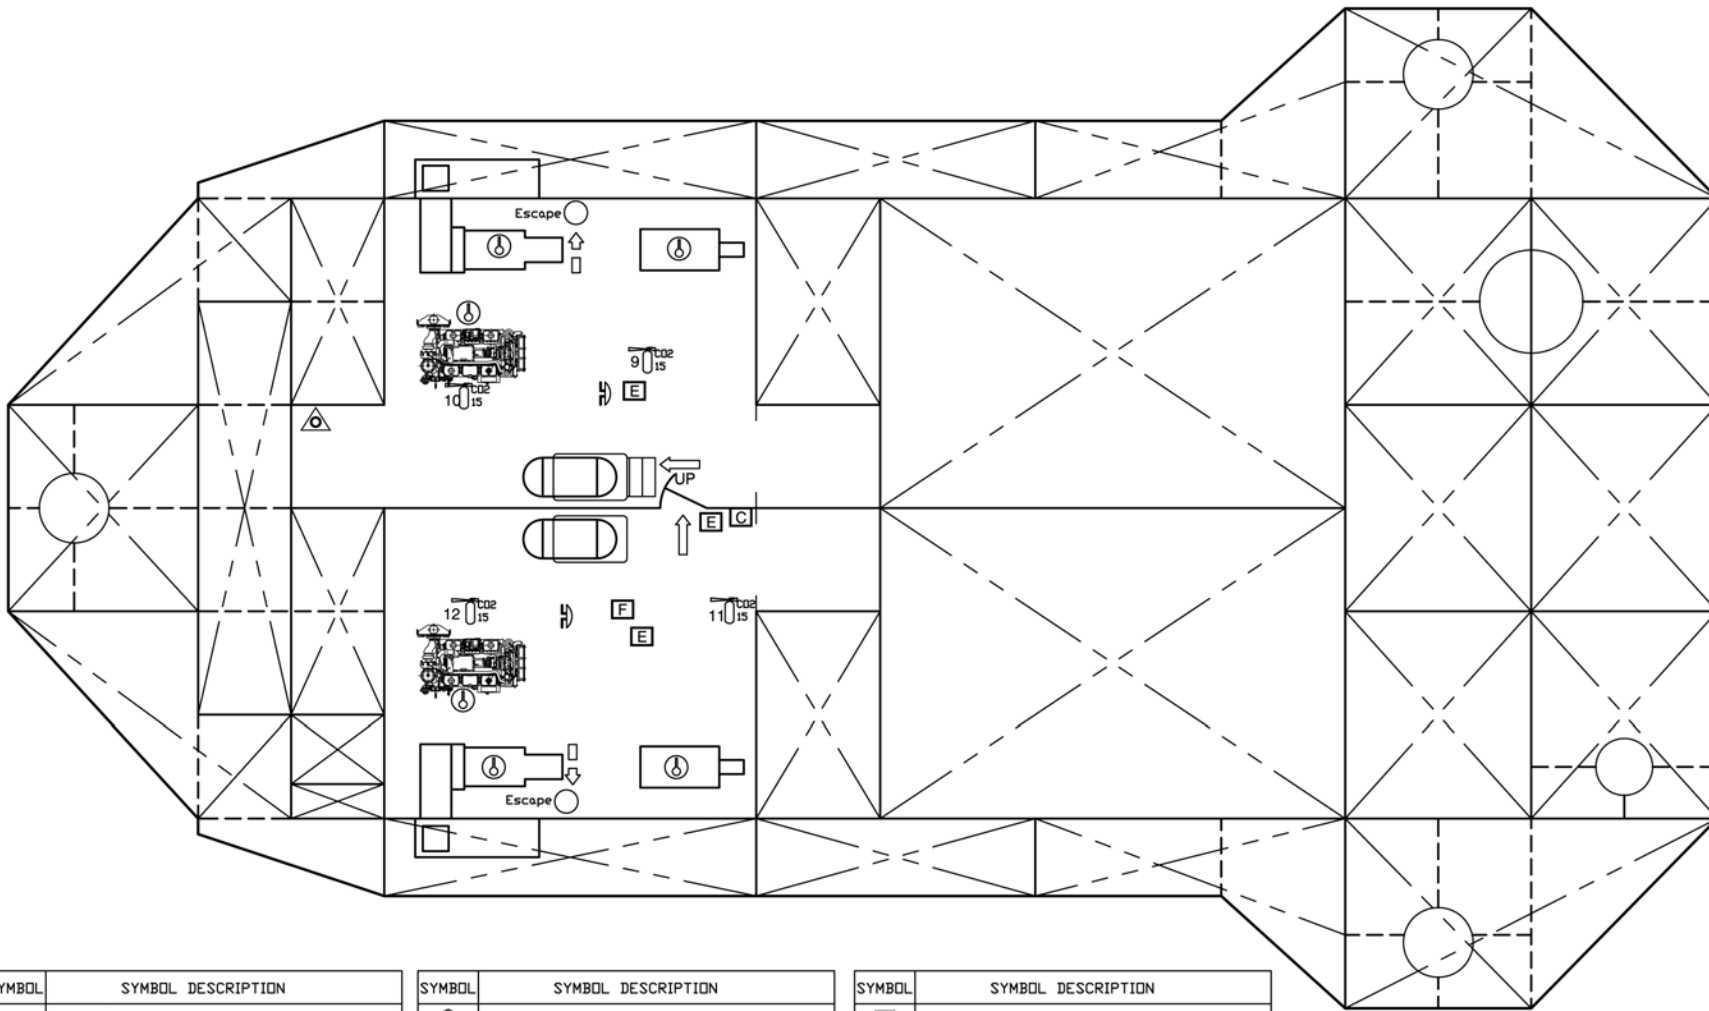 Escape
9 CO2
15
10 CO2
15
E
UP
E C
12 CO2
15
F
11 CO2
15
E
Escape
YMBOL SYMBOL DESCRIPTION
SYMBOL SYMBOL DESCRIPTION
SYMBOL SYMBOL DESCRIPTION